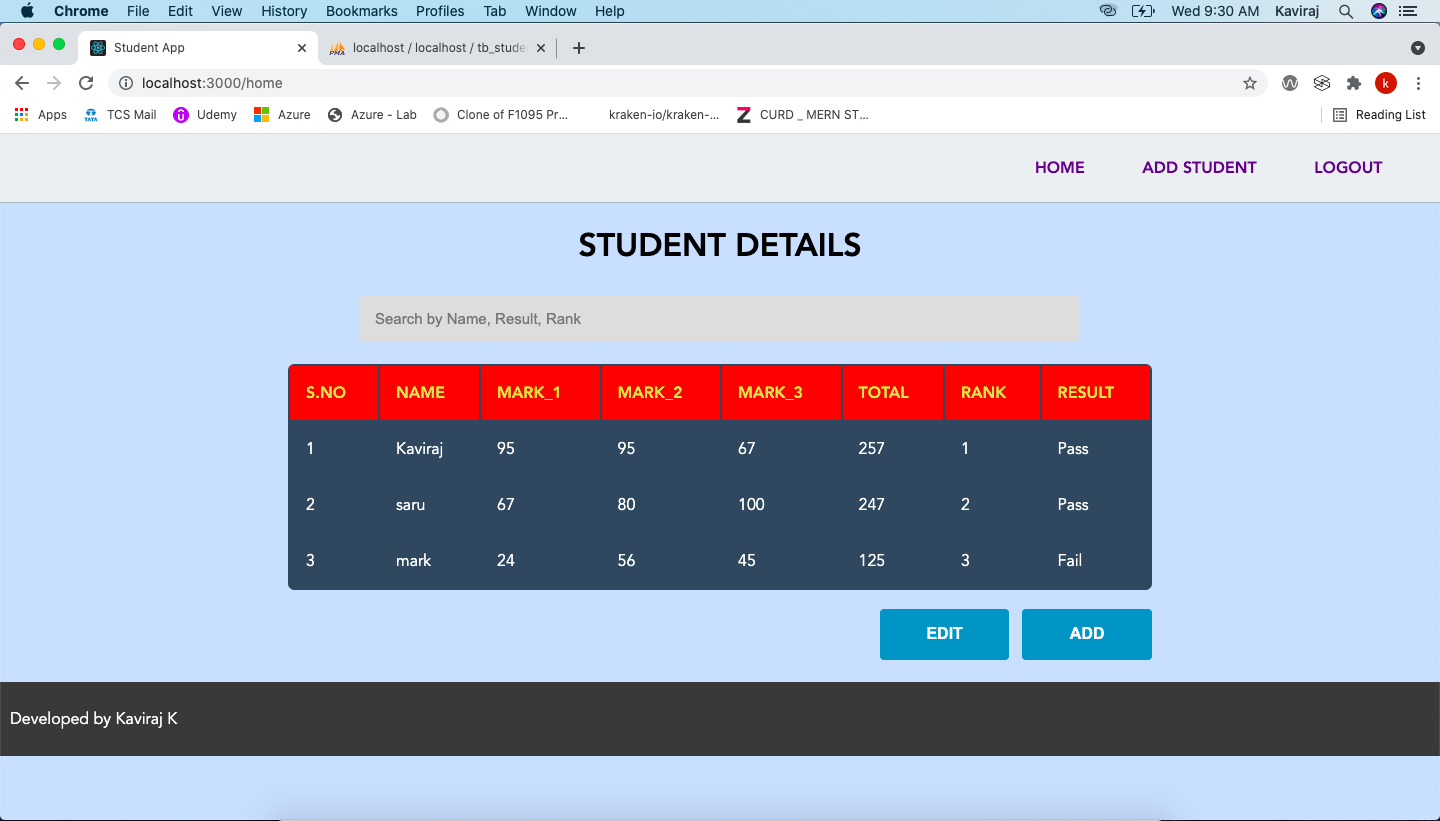 Chrome File Edit View History Bookmarks Profiles Tab Window Help Wed 9:30 AM Kaviraj
Student App localhost / localhost / tb_stude
localhost:3000/home k
Apps TCS Mail Udemy Azure Azure - Lab Clone of F1095 Pr... kraken-io/kraken-... CURD _ MERN ST... Reading List
HOME ADD STUDENT LOGOUT
STUDENT DETAILS
Search by Name, Result, Rank
S.NO NAME MARK_1 MARK_2 MARK_3 TOTAL RANK RESULT
1 Kaviraj 95 95 67 257 1 Pass
2 saru 67 80 100 247 2 Pass
3 mark 24 56 45 125 3 Fail
EDIT ADD
Developed by Kaviraj K